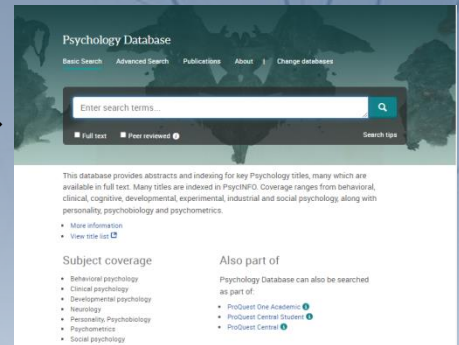 Psychology Database
Basic Search Advanced Search Publications About | Change databases
Enter search terms...
Full text Peer reviewed
Search tips
This database provides abstracts and indexing for key Psychology titles, many which are
available in full text. Many titles are indexed in PsycINFO. Coverage ranges from behavioral,
clinical, cognitive, developmental, experimental, industrial and social psychology, along with
personality, psychobiology and psychometrics.
• More information
• View title list
Subject coverage
• Behavioral psychology
• Clinical psychology
• Developmental psychology
• Neurology
• Personality, Psychobiology
• Psychometrics
• Social psychology
Also part of
Psychology Database can also be searched
as part of:
• ProQuest One Academic
• ProQuest Central Student
• ProQuest Central